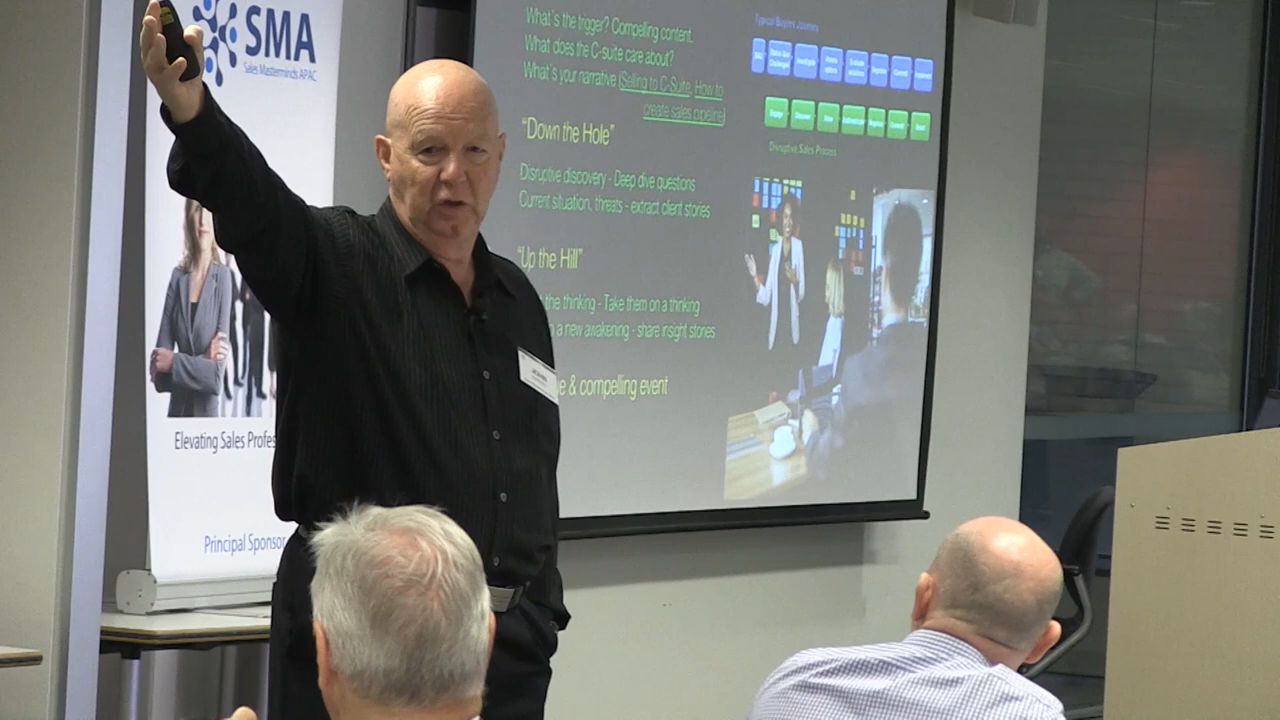 SMA
Sales Masterminds APAC
Elevating Sales Profes
Principal Sponsor
What's the trigger? Compelling content.
What does the C-suite care about?
What's your narrative (Selling to C-Suite, How to
create sales pipeline)
"Down the Hole"
Disruptive discovery - Deep dive questions
Current situation, threats - extract client stories
"Up the Hill"
the thinking - Take them on a thinking
a new awakening - share insight stories
& compelling event
Typical Buyers Journey
Disruptive Sales Process